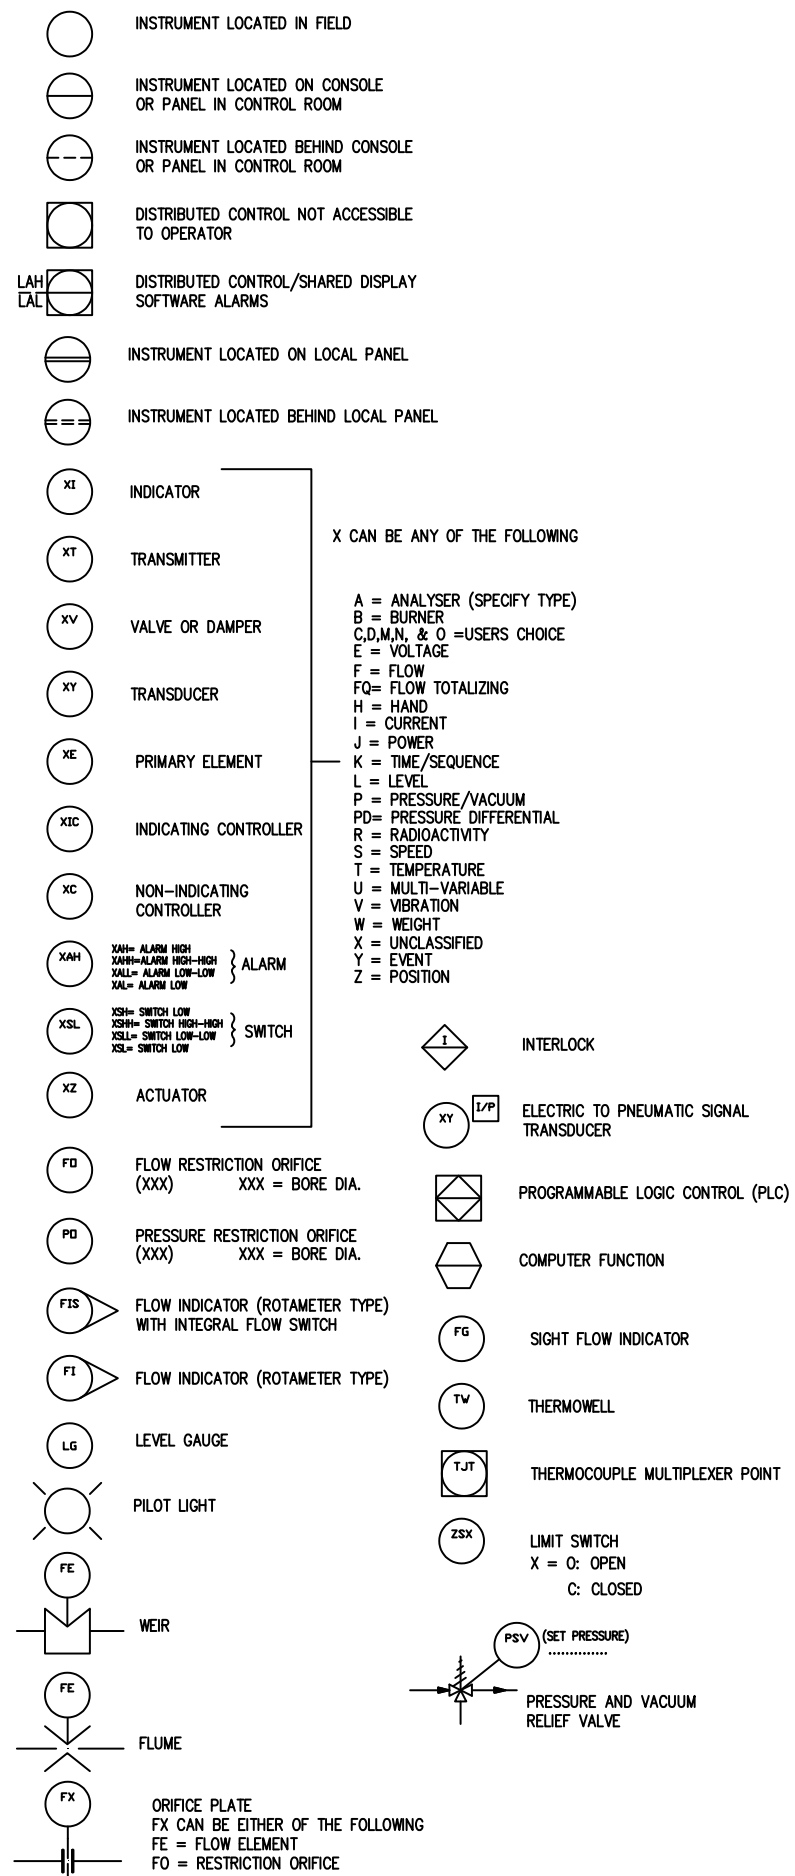 INSTRUMENT LOCATED IN FIELD
INSTRUMENT LOCATED ON CONSOLE
OR PANEL IN CONTROL ROOM
INSTRUMENT LOCATED BEHIND CONSOLE
OR PANEL IN CONTROL ROOM
DISTRIBUTED CONTROL NOT ACCESSIBLE
TO OPERATOR
LAH
LAL
DISTRIBUTED CONTROL/SHARED DISPLAY
SOFTWARE ALARMS
INSTRUMENT LOCATED ON LOCAL PANEL
INSTRUMENT LOCATED BEHIND LOCAL PANEL
XI
INDICATOR
XT
TRANSMITTER
XV
VALVE OR DAMPER
XY
TRANSDUCER
XE
PRIMARY ELEMENT
XIC
INDICATING CONTROLLER
XC
NON-INDICATING
CONTROLLER
XAH
XAH= ALARM HIGH
XAHH=ALARM HIGH-HIGH
XALL= ALARM LOW-LOW
XAL= ALARM LOW
ALARM
XSL
XSH= SWITCH LOW
XSHH= SWITCH HIGH-HIGH
XSLL= SWITCH LOW-LOW
XSL= SWITCH LOW
SWITCH
XZ
ACTUATOR
X CAN BE ANY OF THE FOLLOWING
A = ANALYSER (SPECIFY TYPE)
B = BURNER
C,D,M,N, & O =USERS CHOICE
E = VOLTAGE
F = FLOW
FQ= FLOW TOTALIZING
H = HAND
I = CURRENT
J = POWER
K = TIME/SEQUENCE
L = LEVEL
P = PRESSURE/VACUUM
PD= PRESSURE DIFFERENTIAL
R = RADIOACTIVITY
S = SPEED
T = TEMPERATURE
U = MULTI-VARIABLE
V = VIBRATION
W = WEIGHT
X = UNCLASSIFIED
Y = EVENT
Z = POSITION
FO
FLOW RESTRICTION ORIFICE
(XXX) XXX = BORE DIA.
PO
PRESSURE RESTRICTION ORIFICE
(XXX) XXX = BORE DIA.
FIS
FLOW INDICATOR (ROTAMETER TYPE)
WITH INTEGRAL FLOW SWITCH
FI
FLOW INDICATOR (ROTAMETER TYPE)
LG
LEVEL GAUGE
PILOT LIGHT
FE
WEIR
FE
FLUME
FX
ORIFICE PLATE
FX CAN BE EITHER OF THE FOLLOWING
FE = FLOW ELEMENT
FO = RESTRICTION ORIFICE
I
INTERLOCK
XY
I/P
ELECTRIC TO PNEUMATIC SIGNAL
TRANSDUCER
PROGRAMMABLE LOGIC CONTROL (PLC)
COMPUTER FUNCTION
FG
SIGHT FLOW INDICATOR
TW
THERMOWELL
TJT
THERMOCOUPLE MULTIPLEXER POINT
ZSX
LIMIT SWITCH
X = O: OPEN
C: CLOSED
PSV
(SET PRESSURE)
..............
PRESSURE AND VACUUM
RELIEF VALVE